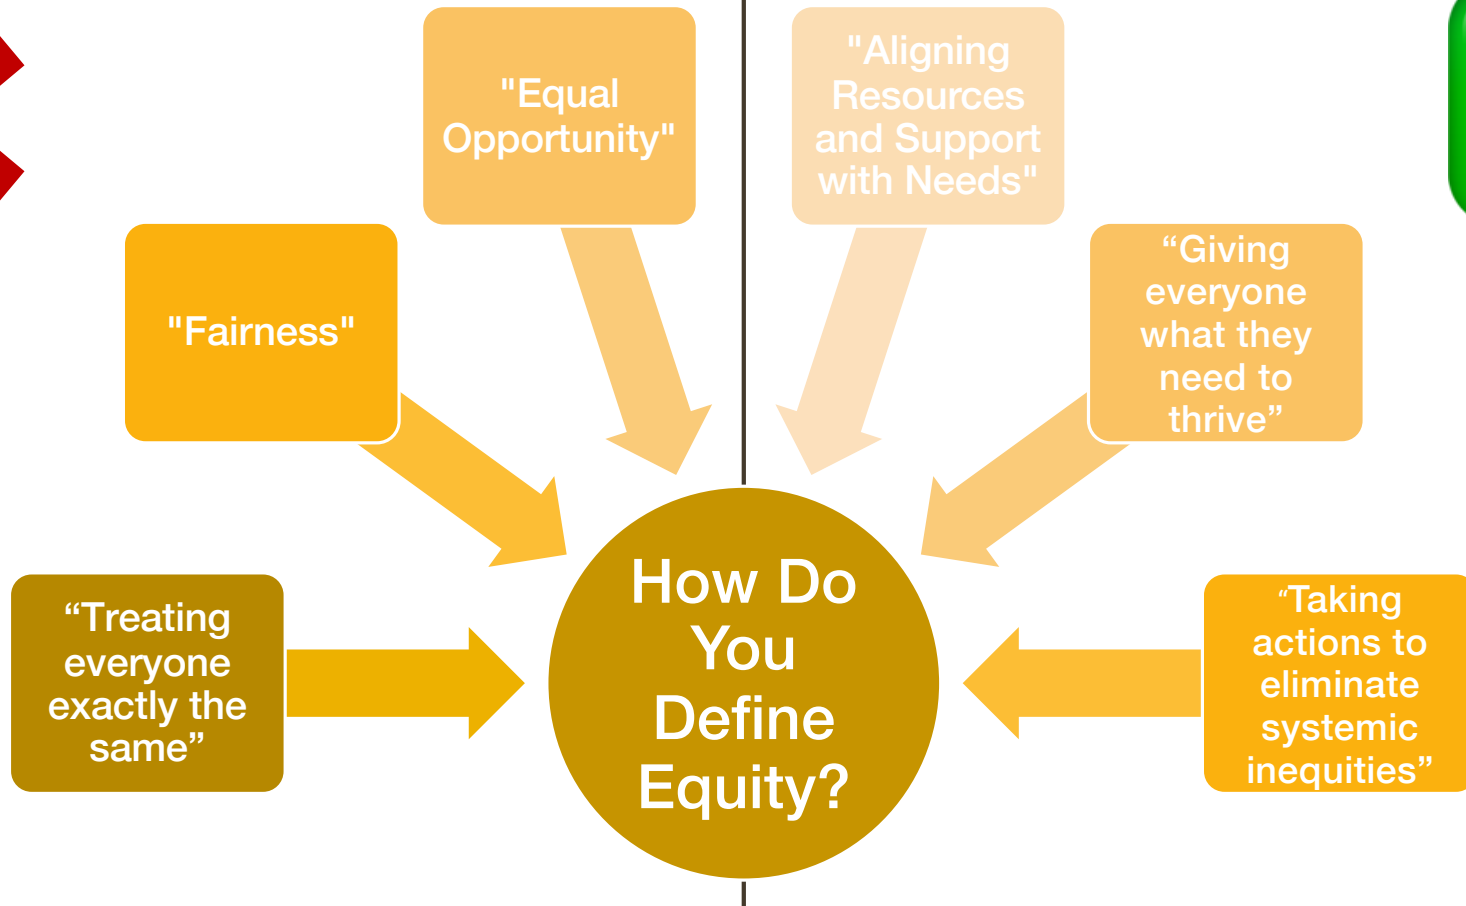 "Equal
Opportunity"
"Aligning
Resources
and Support
with Needs"
"Fairness"
“Giving
everyone
what they
need to
thrive”
“Treating
everyone
exactly the
same”
How Do
You
Define
Equity?
“Taking
actions to
eliminate
systemic
inequities”